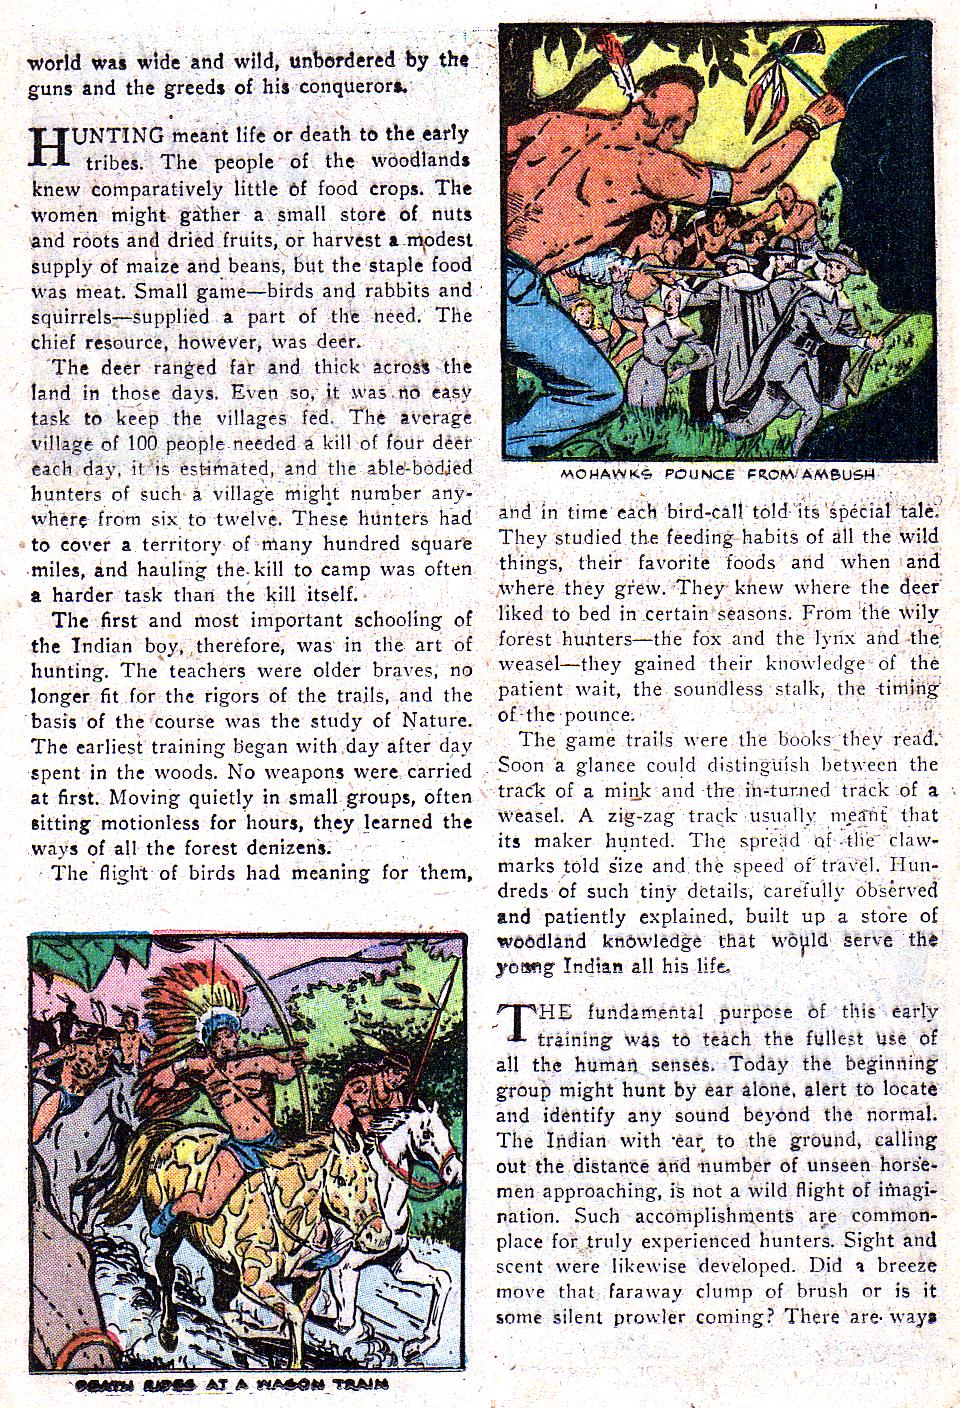 world was wide and wild, unbordered by the
guns and the greeds of his conquerors.
HUNTING meant life or death to the early
tribes. The people of the woodlands
knew comparatively little of food crops. The
women might gather a small store of nuts
and roots and dried fruits, or harvest a modest
supply of maize and beans, but the staple food
was meat. Small game—birds and rabbits and
squirrels—supplied a part of the need. The
chief resource, however, was deer.
The deer ranged far and thick across the
land in those days. Even so, it was no easy
task to keep the villages fed. The average
village of 100 people needed a kill of four deer
each day, it is estimated, and the able-bodied
hunters of such a village might number any-
where from six to twelve. These hunters had
to cover a territory of many hundred square
miles, and hauling the kill to camp was often
a harder task than the kill itself.
The first and most important schooling of
the Indian boy, therefore, was in the art of
hunting. The teachers were older braves, no
longer fit for the rigors of the trails, and the
basis of the course was the study of Nature.
The earliest training began with day after day
spent in the woods. No weapons were carried
at first. Moving quietly in small groups, often
sitting motionless for hours, they learned the
ways of all the forest denizens.
The flight of birds had meaning for them,
DEATH RIDES AT A WAGON TRAIN
MOHAWKS POUNCE FROM AMBUSH
and in time each bird-call told its special tale.
They studied the feeding habits of all the wild
things, their favorite foods and when and
where they grew. They knew where the deer
liked to bed in certain seasons. From the wily
forest hunters—the fox and the lynx and the
weasel—they gained their knowledge of the
patient wait, the soundless stalk, the timing
of the pounce.
The game trails were the books they read.
Soon a glance could distinguish between the
track of a mink and the in-turned track of a
weasel. A zig-zag track usually meant that
its maker hunted. The spread of the claw-
marks told size and the speed of travel. Hun-
dreds of such tiny details, carefully observed
and patiently explained, built up a store of
woodland knowledge that would serve the
young Indian all his life.
THE fundamental purpose of this early
training was to teach the fullest use of
all the human senses. Today the beginning
group might hunt by ear alone, alert to locate
and identify any sound beyond the normal.
The Indian with ear to the ground, calling
out the distance and number of unseen horse-
men approaching, is not a wild flight of imagi-
nation. Such accomplishments are common-
place for truly experienced hunters. Sight and
scent were likewise developed. Did a breeze
move that faraway clump of brush or is it
some silent prowler coming? There are ways